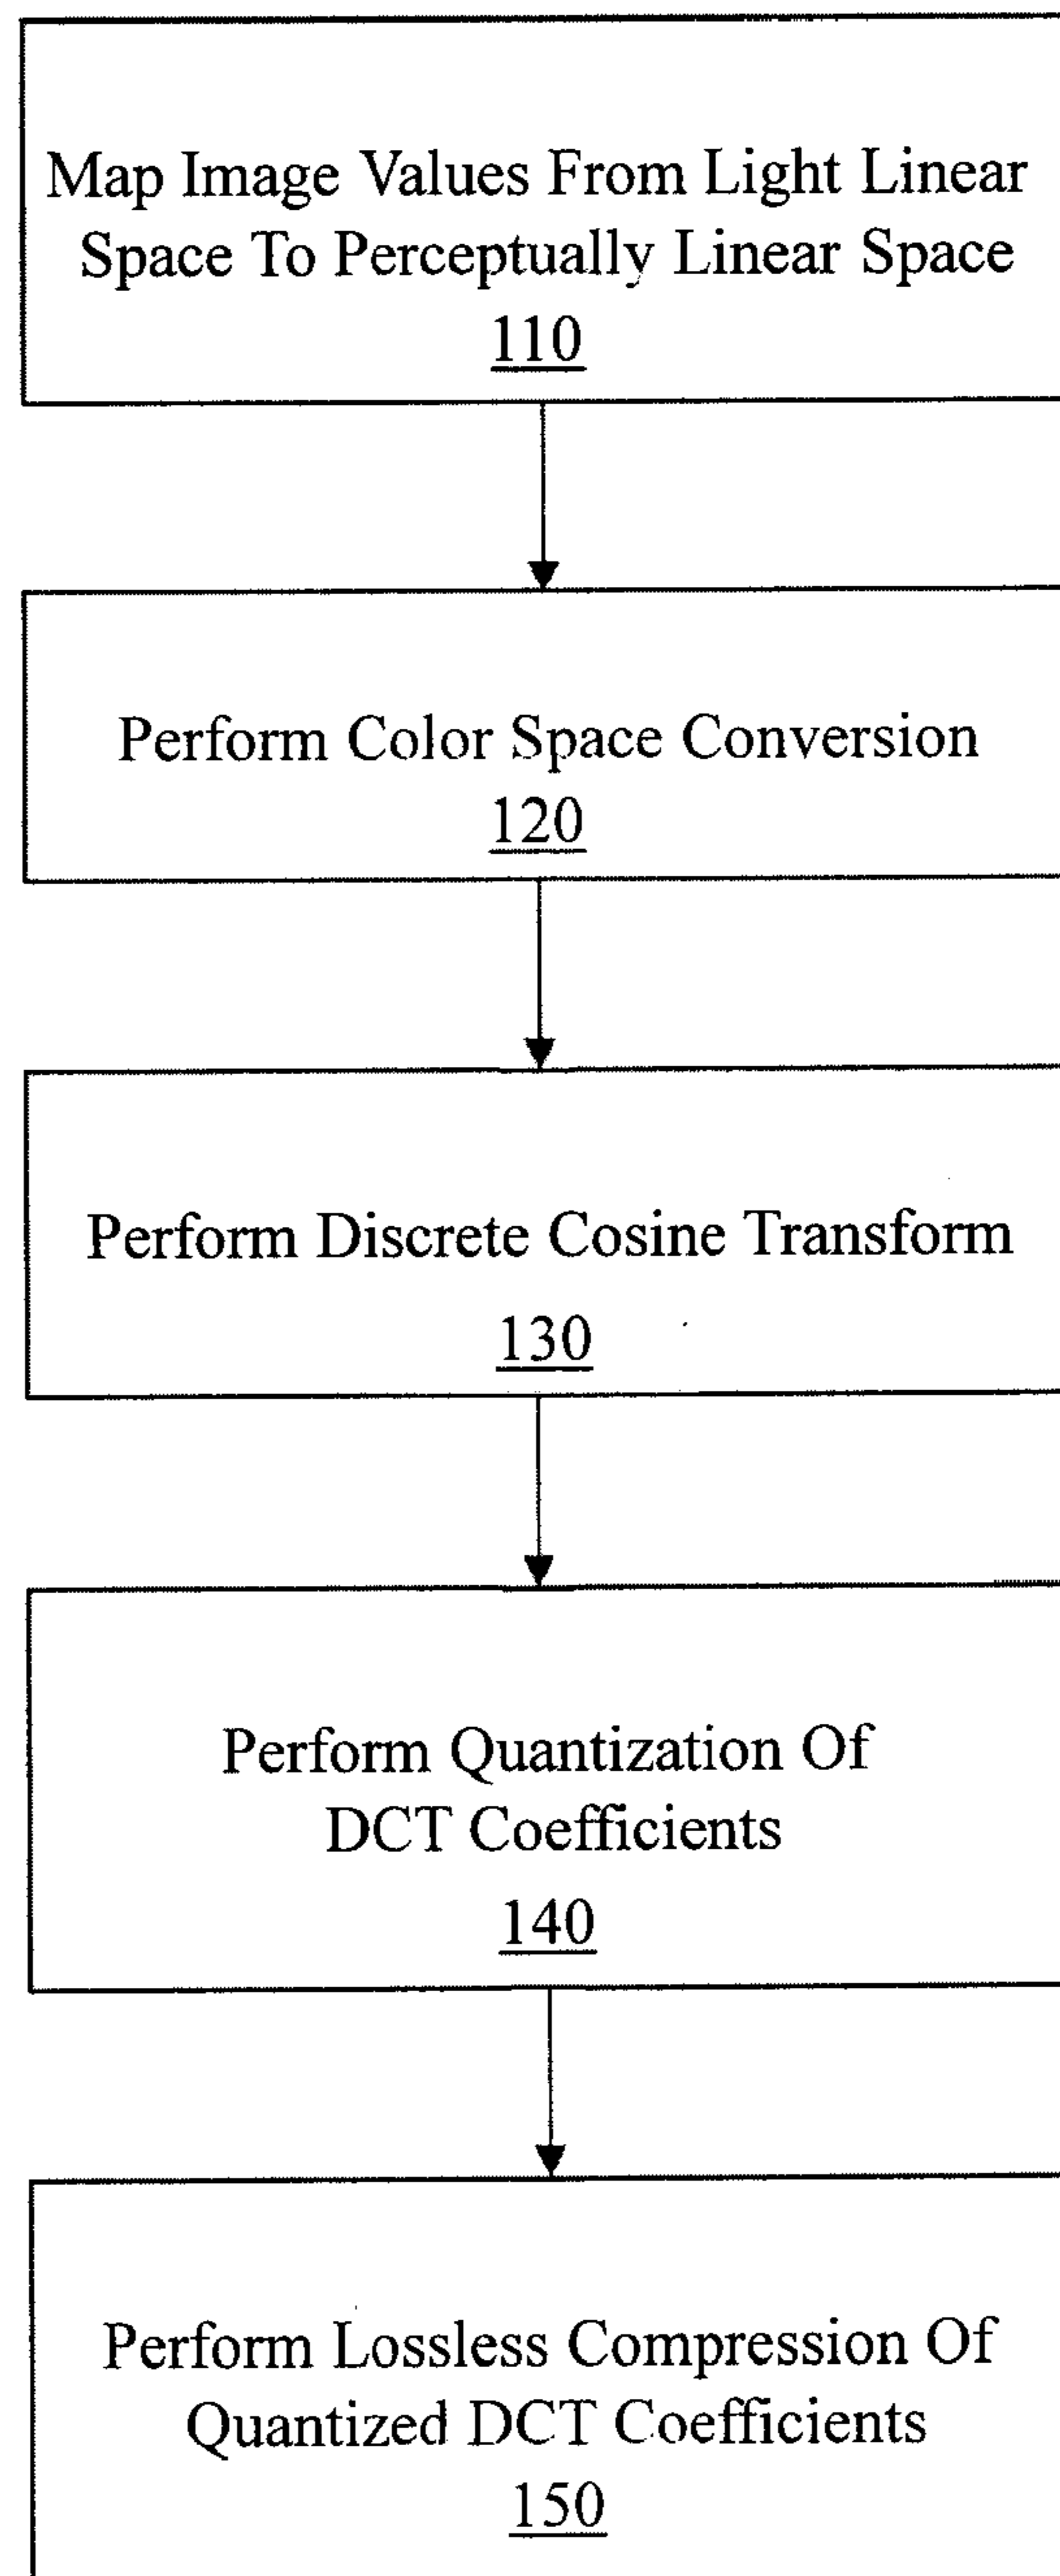 Map Image Values From Light Linear
Space To Perceptually Linear Space
110
Perform Color Space Conversion
120
Perform Discrete Cosine Transform
130
Perform Quantization Of
DCT Coefficients
140
Perform Lossless Compression Of
Quantized DCT Coefficients
150